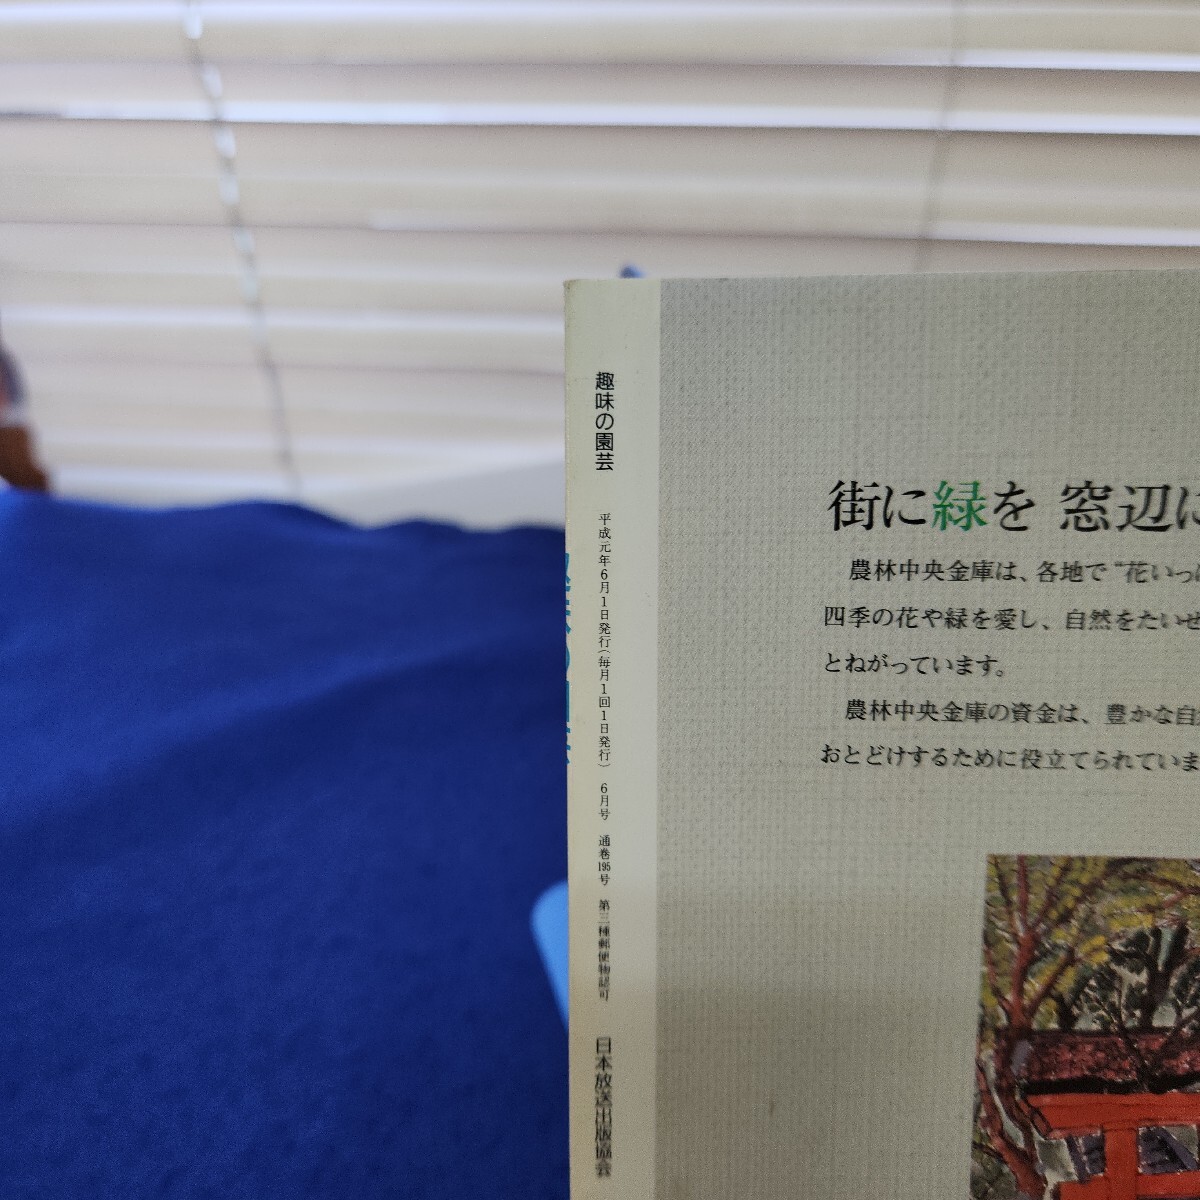 趣味の園芸
平成元年6月1日発行(毎月1回1日発行) 6月号 通巻195号 第三種郵便物認可
日本放送出版協会
街に緑を 窓辺に
農林中央金庫は、各地で“花いっぱ
四季の花や緑を愛し、自然をたいせ
とねがっています。
農林中央金庫の資金は、豊かな自然
おとどけするために役立てられていま